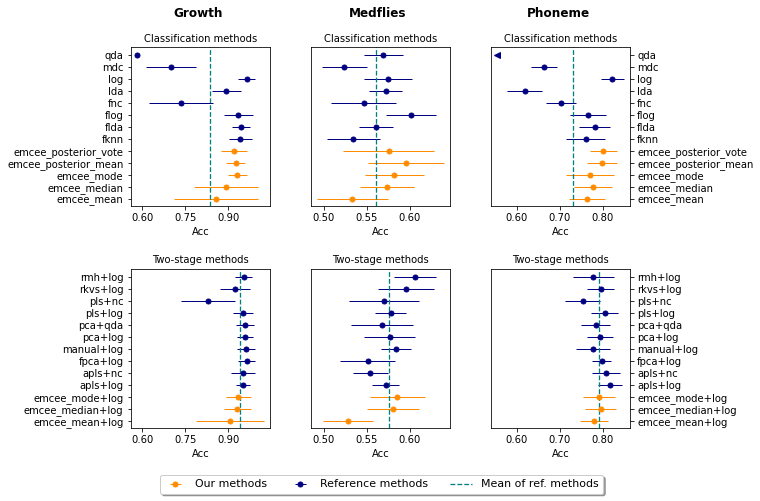 Growth Medflies Phoneme
Classification methods Classification methods Classification methods
qda qda
mdc mdc
log log
lda lda
fnc fnc
flog flog
flda flda
fknn fknn
emcee_posterior_vote emcee_posterior_vote
emcee_posterior_mean emcee_posterior_mean
emcee_mode emcee_mode
emcee_median emcee_median
emcee_mean emcee_mean
0.60 0.75 0.90 0.50 0.55 0.60 0.60 0.70 0.80
Acc Acc Acc
Two-stage methods Two-stage methods Two-stage methods
rmh+log rmh+log
rkvs+log rkvs+log
pls+nc pls+nc
pls+log pls+log
pca+qda pca+qda
pca+log pca+log
manual+log manual+log
fpca+log fpca+log
apls+nc apls+nc
apls+log apls+log
emcee_mode+log emcee_mode+log
emcee_median+log emcee_median+log
emcee_mean+log emcee_mean+log
0.60 0.75 0.90 0.50 0.55 0.60 0.60 0.70 0.80
Acc Acc Acc
Our methods Reference methods Mean of ref. methods